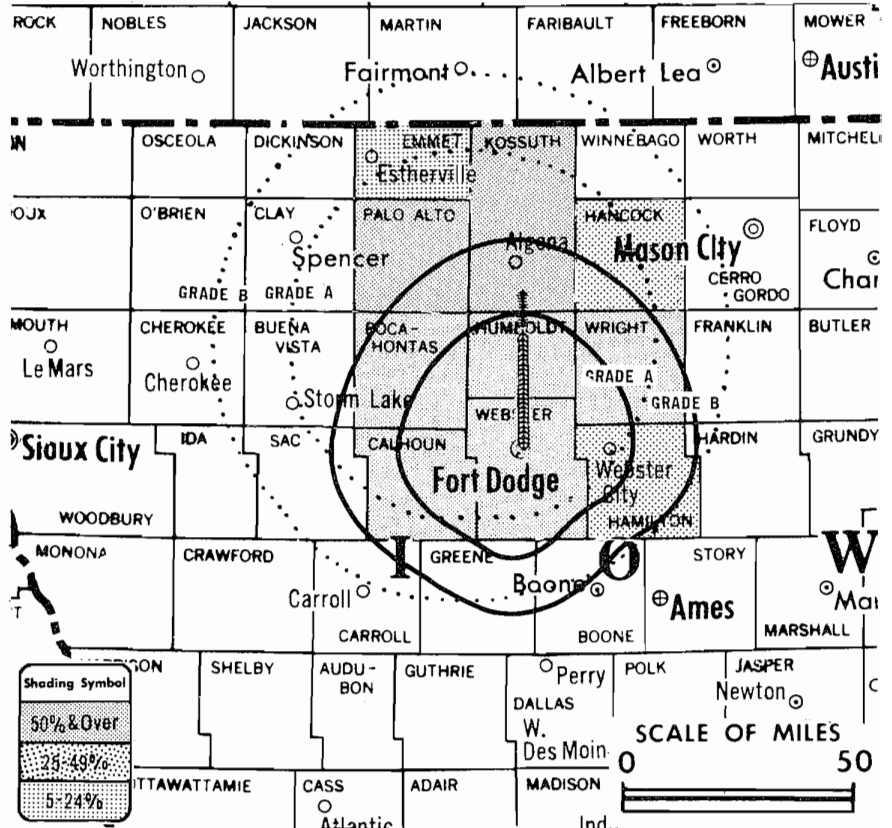 ROCK NOBLES JACKSON MARTIN FARIBAULT FREEBORN MOWER
Worthington Fairmont Albert Lea Austi
OSCEOLA DICKINSON EMMET KOSSUTH WINNEBAGO WORTH MITCHEL
Estherville
OUX O'BRIEN CLAY PALO ALTO HANCOCK FLOYD
Spencer Algona Mason City Char
CERRO
GORDO
GRADE B GRADE A
MOUTH CHEROKEE BUENA
VISTA
HUMBOLDT WRIGHT FRANKLIN BUTLER
HONTAS
Le Mars Cherokee GRADE A
Storm Lake WEBSTER GRADE B
Sioux City IDA SAC CALHOUN HARDIN GRUNDY
Fort Dodge Webster
City
WOODBURY HAMILTON
MONONA CRAWFORD I GREENE O STORY W
Carroll Boone Ames Mar
CARROLL BOONE MARSHALL
SHELBY AUDU-
BON
GUTHRIE Perry POLK JASPER
Newton
DALLAS
W.
Des Moin
Shading Symbol
50% & Over
25-49%
5-24%
SCALE OF MILES
0 50
TTAWATTAMIE CASS ADAIR MADISON
Atlantic Ind